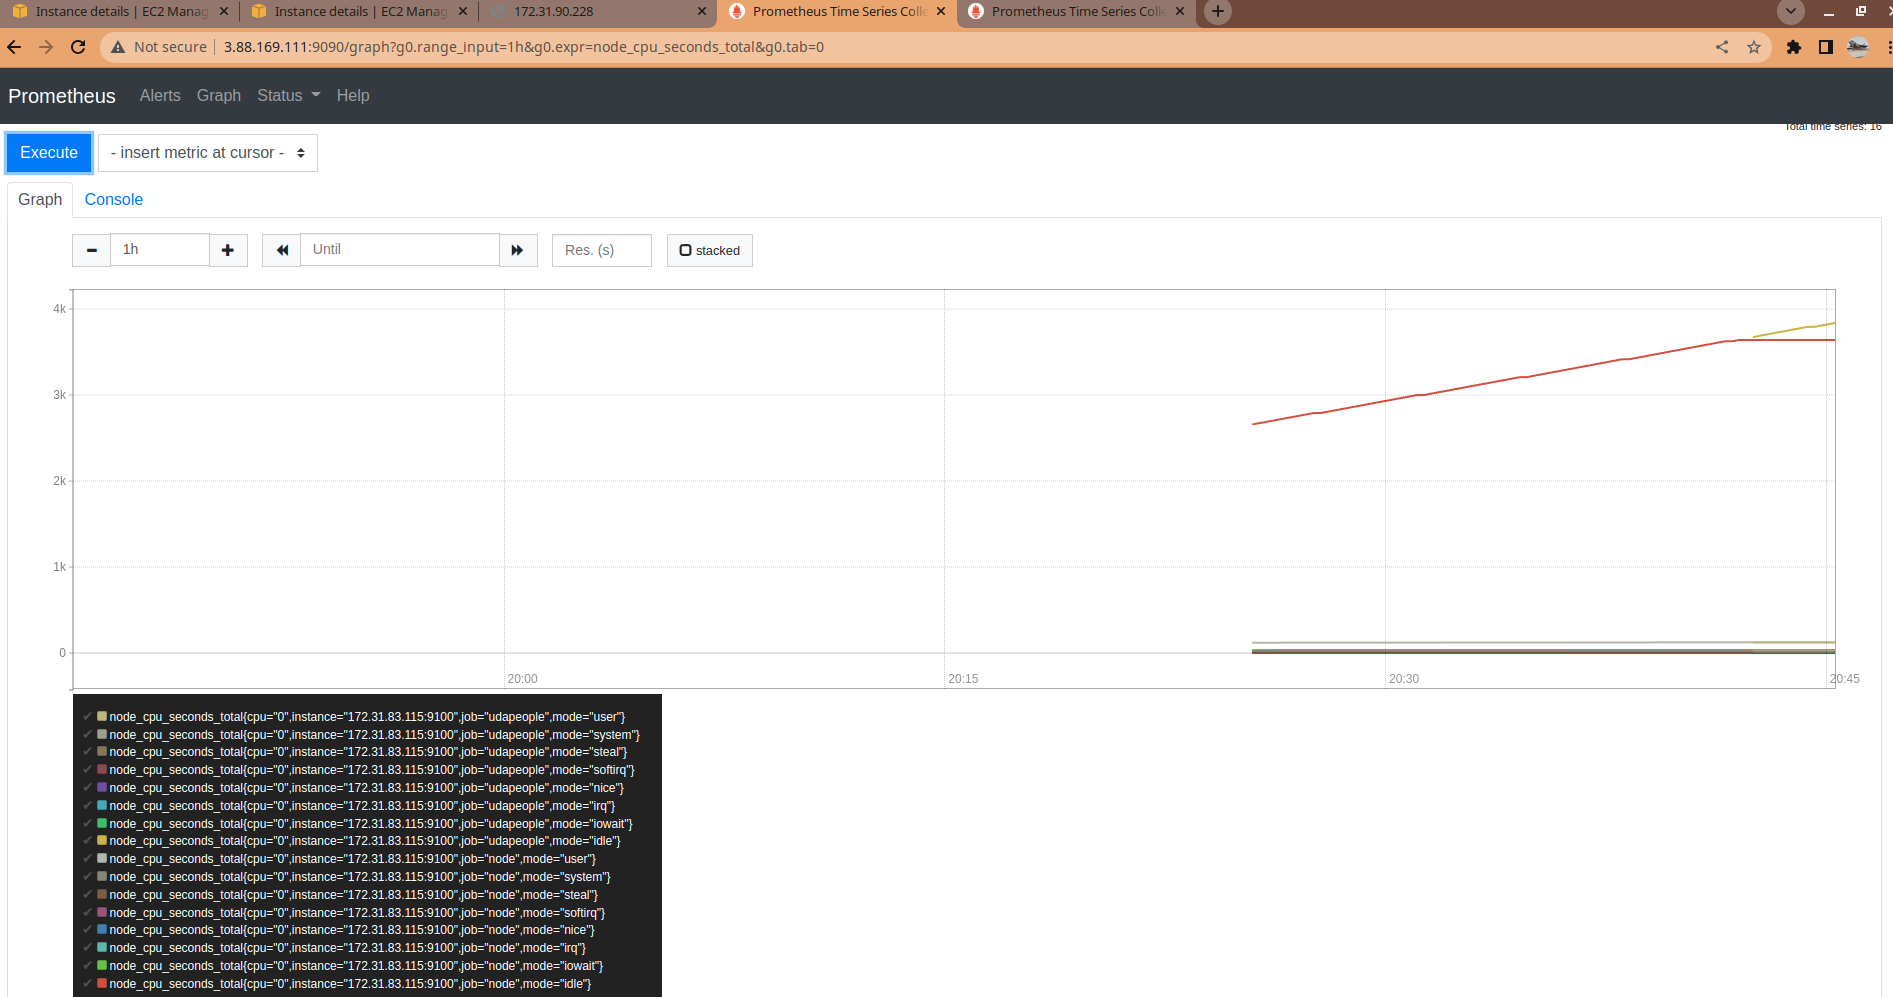 Instance details | EC2 Manag
Instance details | EC2 Manag
172.31.90.228
Prometheus Time Series Colle
Prometheus Time Series Colle
Not secure
3.88.169.111:9090/graph?g0.range_input=1h&g0.expr=node_cpu_seconds_total&g0.tab=0
Prometheus Alerts Graph Status Help
Total time series: 16
Execute
- insert metric at cursor -
Graph Console
1h
Until
Res. (s)
stacked
4k
3k
2k
1k
0
20:00 20:15 20:30 20:45
node_cpu_seconds_total{cpu="0",instance="172.31.83.115:9100",job="udapeople",mode="user"}
node_cpu_seconds_total{cpu="0",instance="172.31.83.115:9100",job="udapeople",mode="system"}
node_cpu_seconds_total{cpu="0",instance="172.31.83.115:9100",job="udapeople",mode="steal"}
node_cpu_seconds_total{cpu="0",instance="172.31.83.115:9100",job="udapeople",mode="softirq"}
node_cpu_seconds_total{cpu="0",instance="172.31.83.115:9100",job="udapeople",mode="nice"}
node_cpu_seconds_total{cpu="0",instance="172.31.83.115:9100",job="udapeople",mode="irq"}
node_cpu_seconds_total{cpu="0",instance="172.31.83.115:9100",job="udapeople",mode="iowait"}
node_cpu_seconds_total{cpu="0",instance="172.31.83.115:9100",job="udapeople",mode="idle"}
node_cpu_seconds_total{cpu="0",instance="172.31.83.115:9100",job="node",mode="user"}
node_cpu_seconds_total{cpu="0",instance="172.31.83.115:9100",job="node",mode="system"}
node_cpu_seconds_total{cpu="0",instance="172.31.83.115:9100",job="node",mode="steal"}
node_cpu_seconds_total{cpu="0",instance="172.31.83.115:9100",job="node",mode="softirq"}
node_cpu_seconds_total{cpu="0",instance="172.31.83.115:9100",job="node",mode="nice"}
node_cpu_seconds_total{cpu="0",instance="172.31.83.115:9100",job="node",mode="irq"}
node_cpu_seconds_total{cpu="0",instance="172.31.83.115:9100",job="node",mode="iowait"}
node_cpu_seconds_total{cpu="0",instance="172.31.83.115:9100",job="node",mode="idle"}